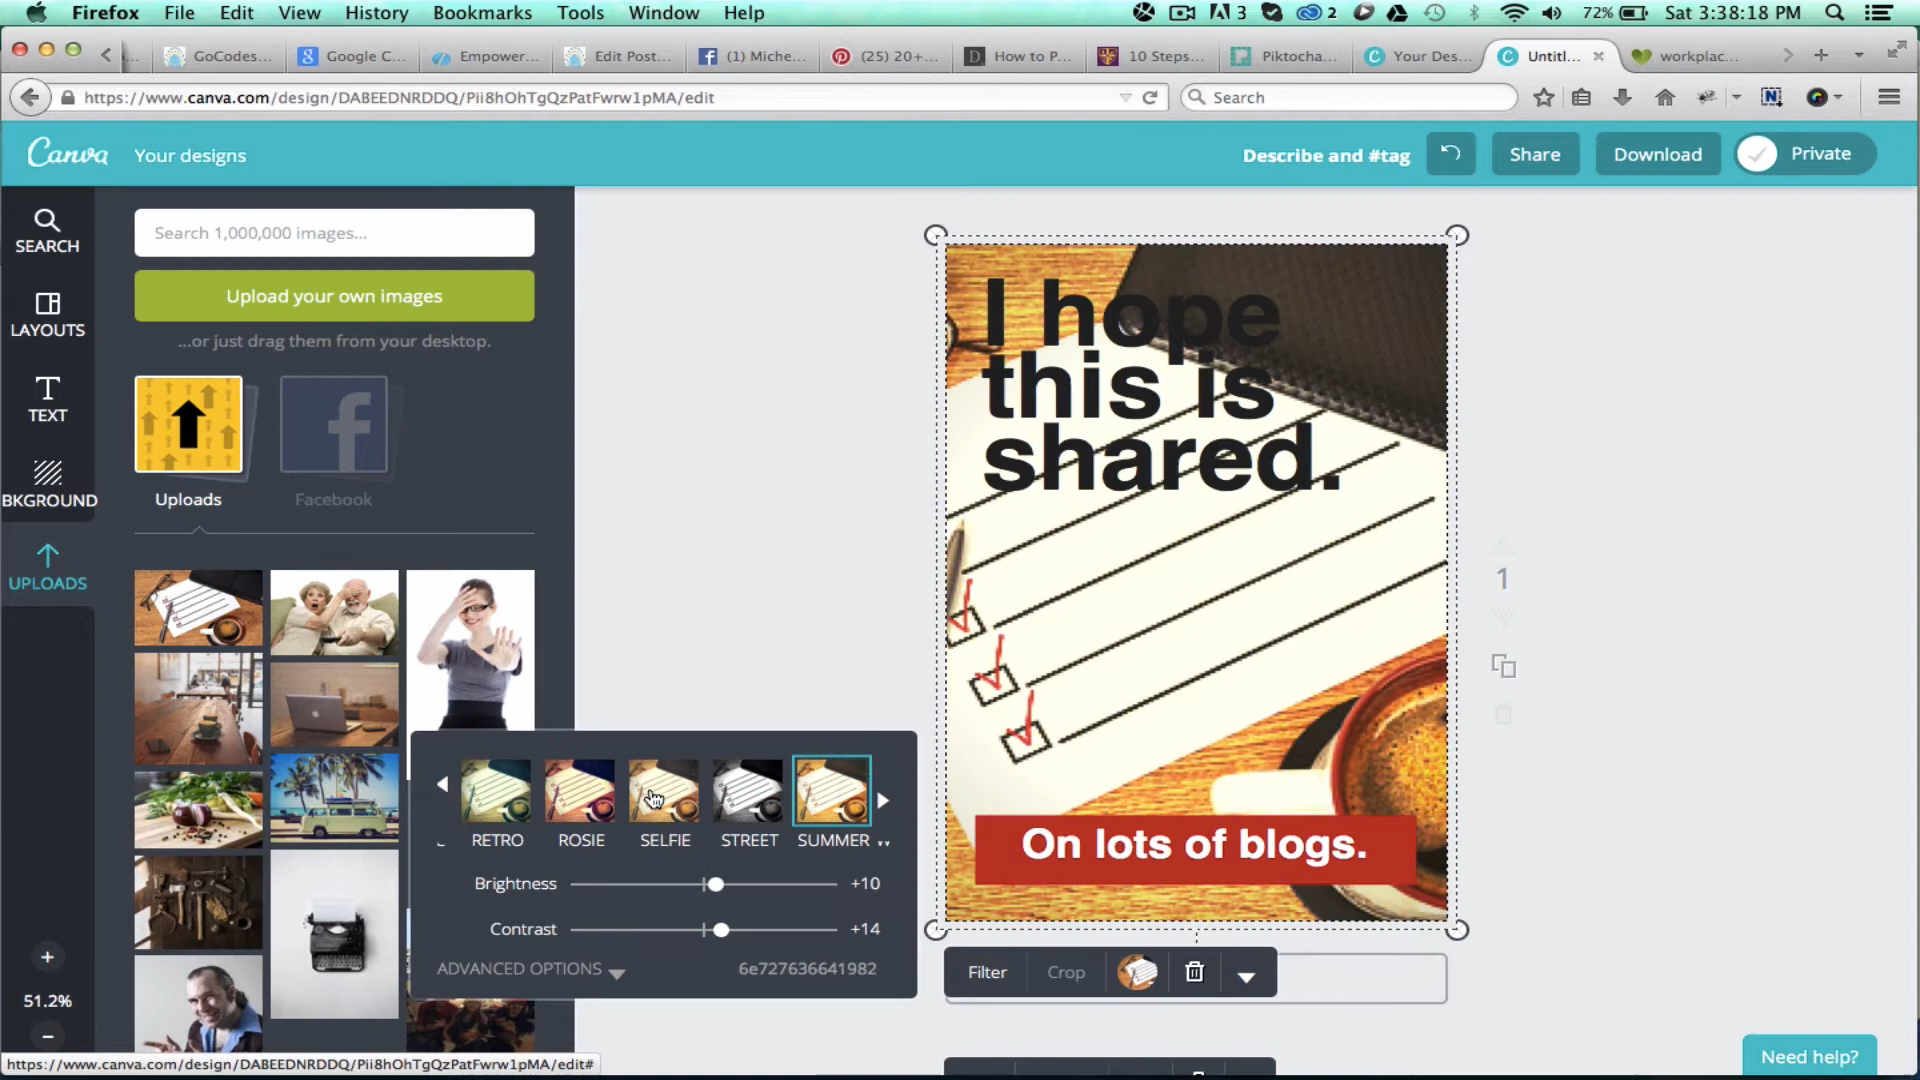 Firefox File Edit View History Bookmarks Tools Window Help 3 2 72% Sat 3:38:18 PM
GoCodes... Google C... Empower... Edit Post... (1) Miche... (25) 20+... How to P... 10 Steps... Piktocha... Your Des... Untitl... workplac...
https://www.canva.com/design/DABEEDNRDDQ/Pii8hOhTgQzPatFwrw1pMA/edit Search
Canva Your designs Describe and #tag Share Download Private
SEARCH
LAYOUTS
TEXT
BKGROUND
UPLOADS
51.2%
Search 1,000,000 images...
Upload your own images
...or just drag them from your desktop.
Uploads Facebook
RETRO ROSIE SELFIE STREET SUMMER
Brightness +10
Contrast +14
ADVANCED OPTIONS 6e727636641982
I hope
this is
shared.
On lots of blogs.
1
Filter Crop
Need help?
https://www.canva.com/design/DABEEDNRDDQ/Pii8hOhTgQzPatFwrw1pMA/edit#